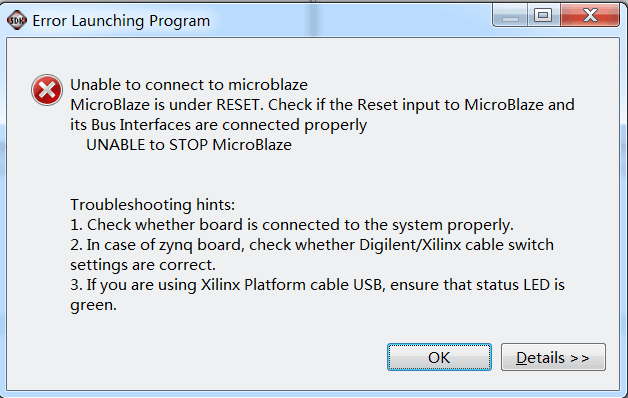 SDK Error Launching Program
Unable to connect to microblaze
MicroBlaze is under RESET. Check if the Reset input to MicroBlaze and
its Bus Interfaces are connected properly
UNABLE to STOP MicroBlaze
Troubleshooting hints:
1. Check whether board is connected to the system properly.
2. In case of zynq board, check whether Digilent/Xilinx cable switch
settings are correct.
3. If you are using Xilinx Platform cable USB, ensure that status LED is
green.
OK Details >>